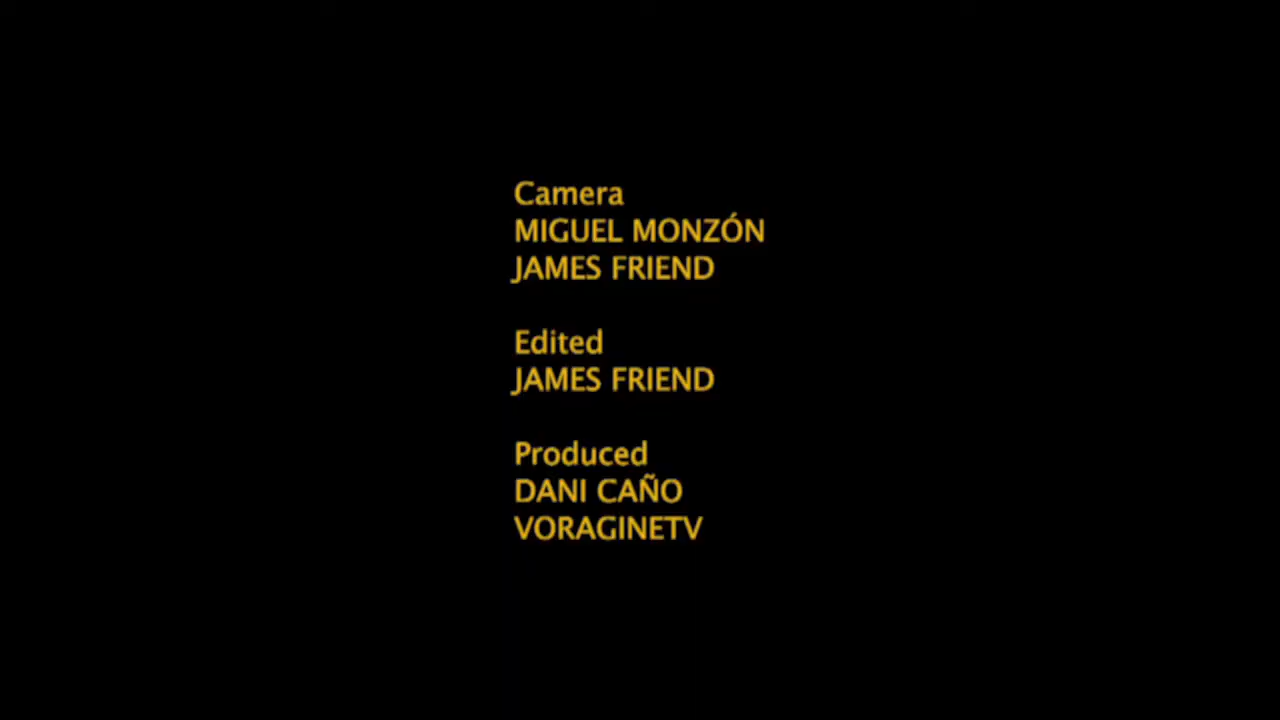 Camera
MIGUEL MONZÓN
JAMES FRIEND
Edited
JAMES FRIEND
Produced
DANI CAÑO
VORAGINETV